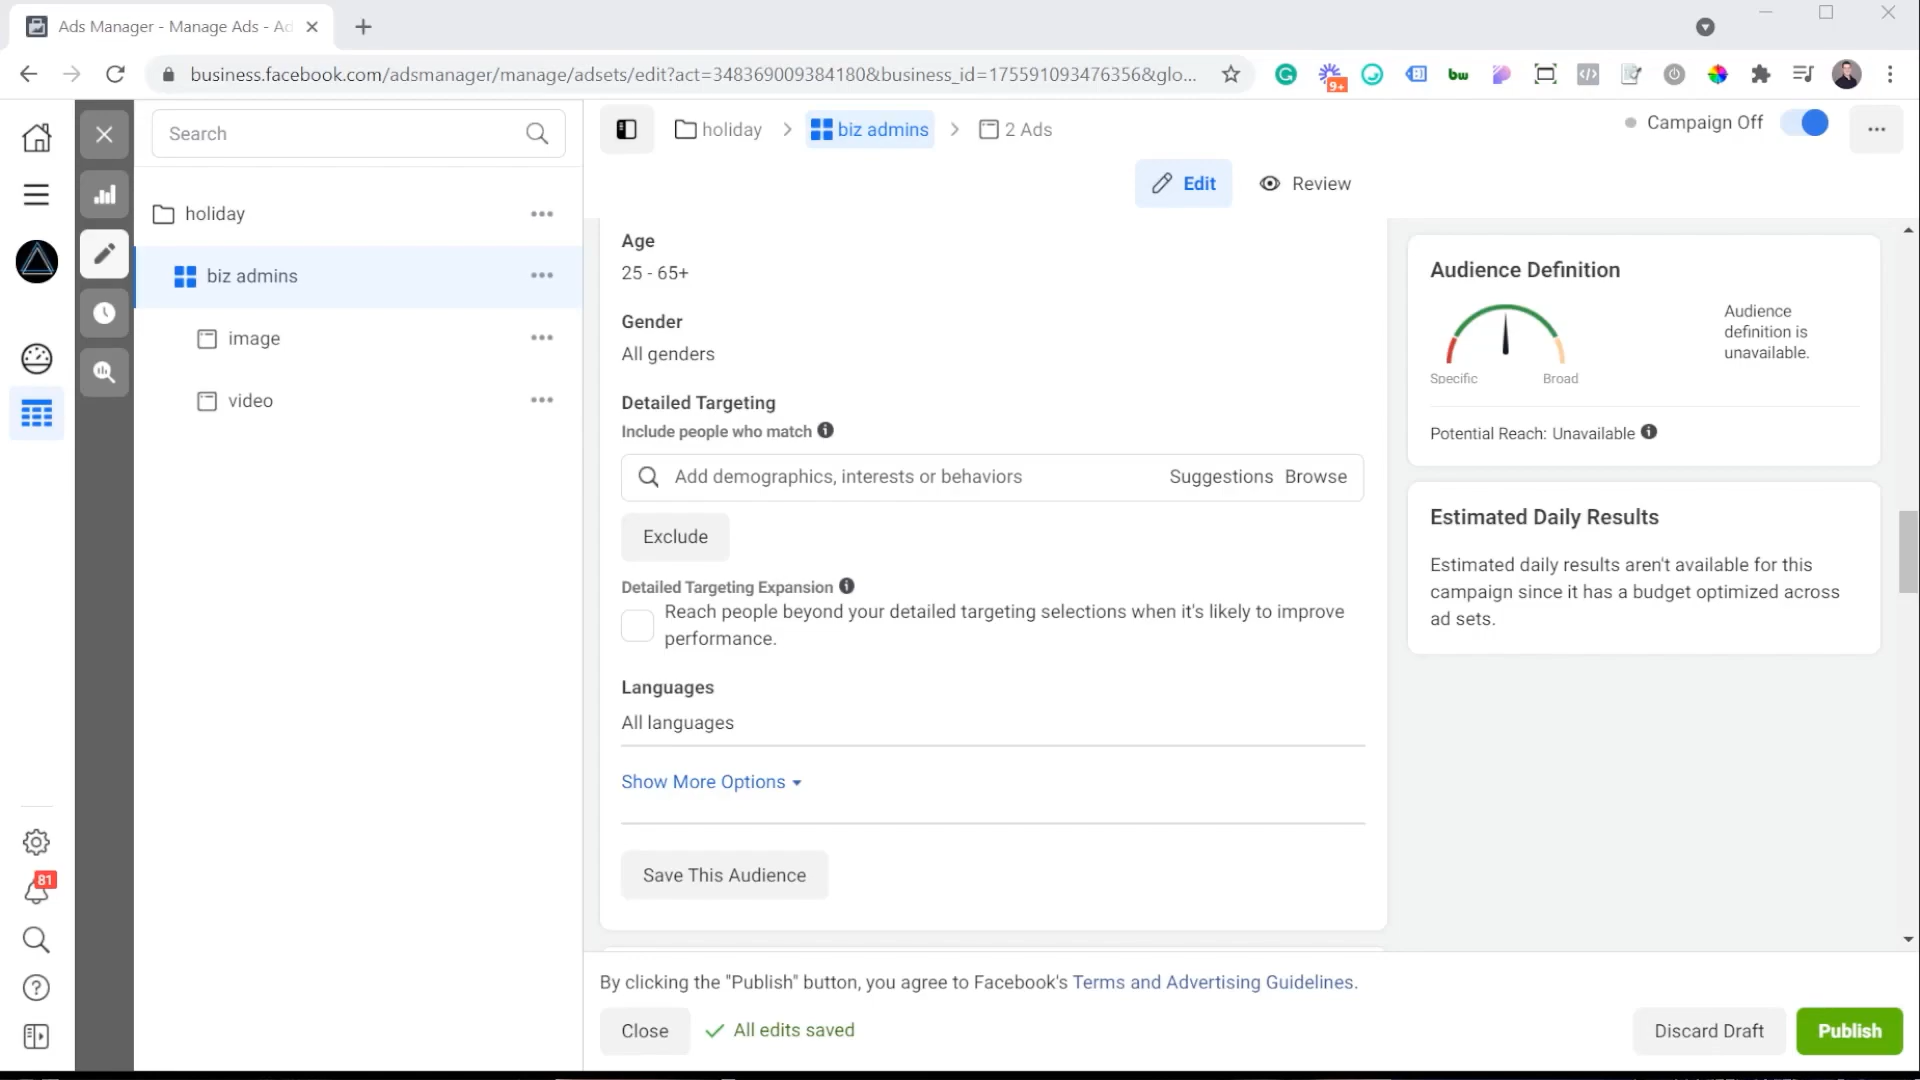 Ads Manager - Manage Ads - Ad
business.facebook.com/adsmanager/manage/adsets/edit?act=348369009384180&business_id=175591093476356&glo...
9+
bw
Search
holiday
biz admins
2 Ads
Campaign Off
Edit
Review
holiday
biz admins
image
video
81
Age
25 - 65+
Gender
All genders
Detailed Targeting
Include people who match
Add demographics, interests or behaviors
Suggestions
Browse
Exclude
Detailed Targeting Expansion
Reach people beyond your detailed targeting selections when it's likely to improve
performance.
Languages
All languages
Show More Options
Save This Audience
Audience Definition
Audience
definition is
unavailable.
Specific
Broad
Potential Reach: Unavailable
Estimated Daily Results
Estimated daily results aren't available for this
campaign since it has a budget optimized across
ad sets.
By clicking the "Publish" button, you agree to Facebook's Terms and Advertising Guidelines.
Close
All edits saved
Discard Draft
Publish